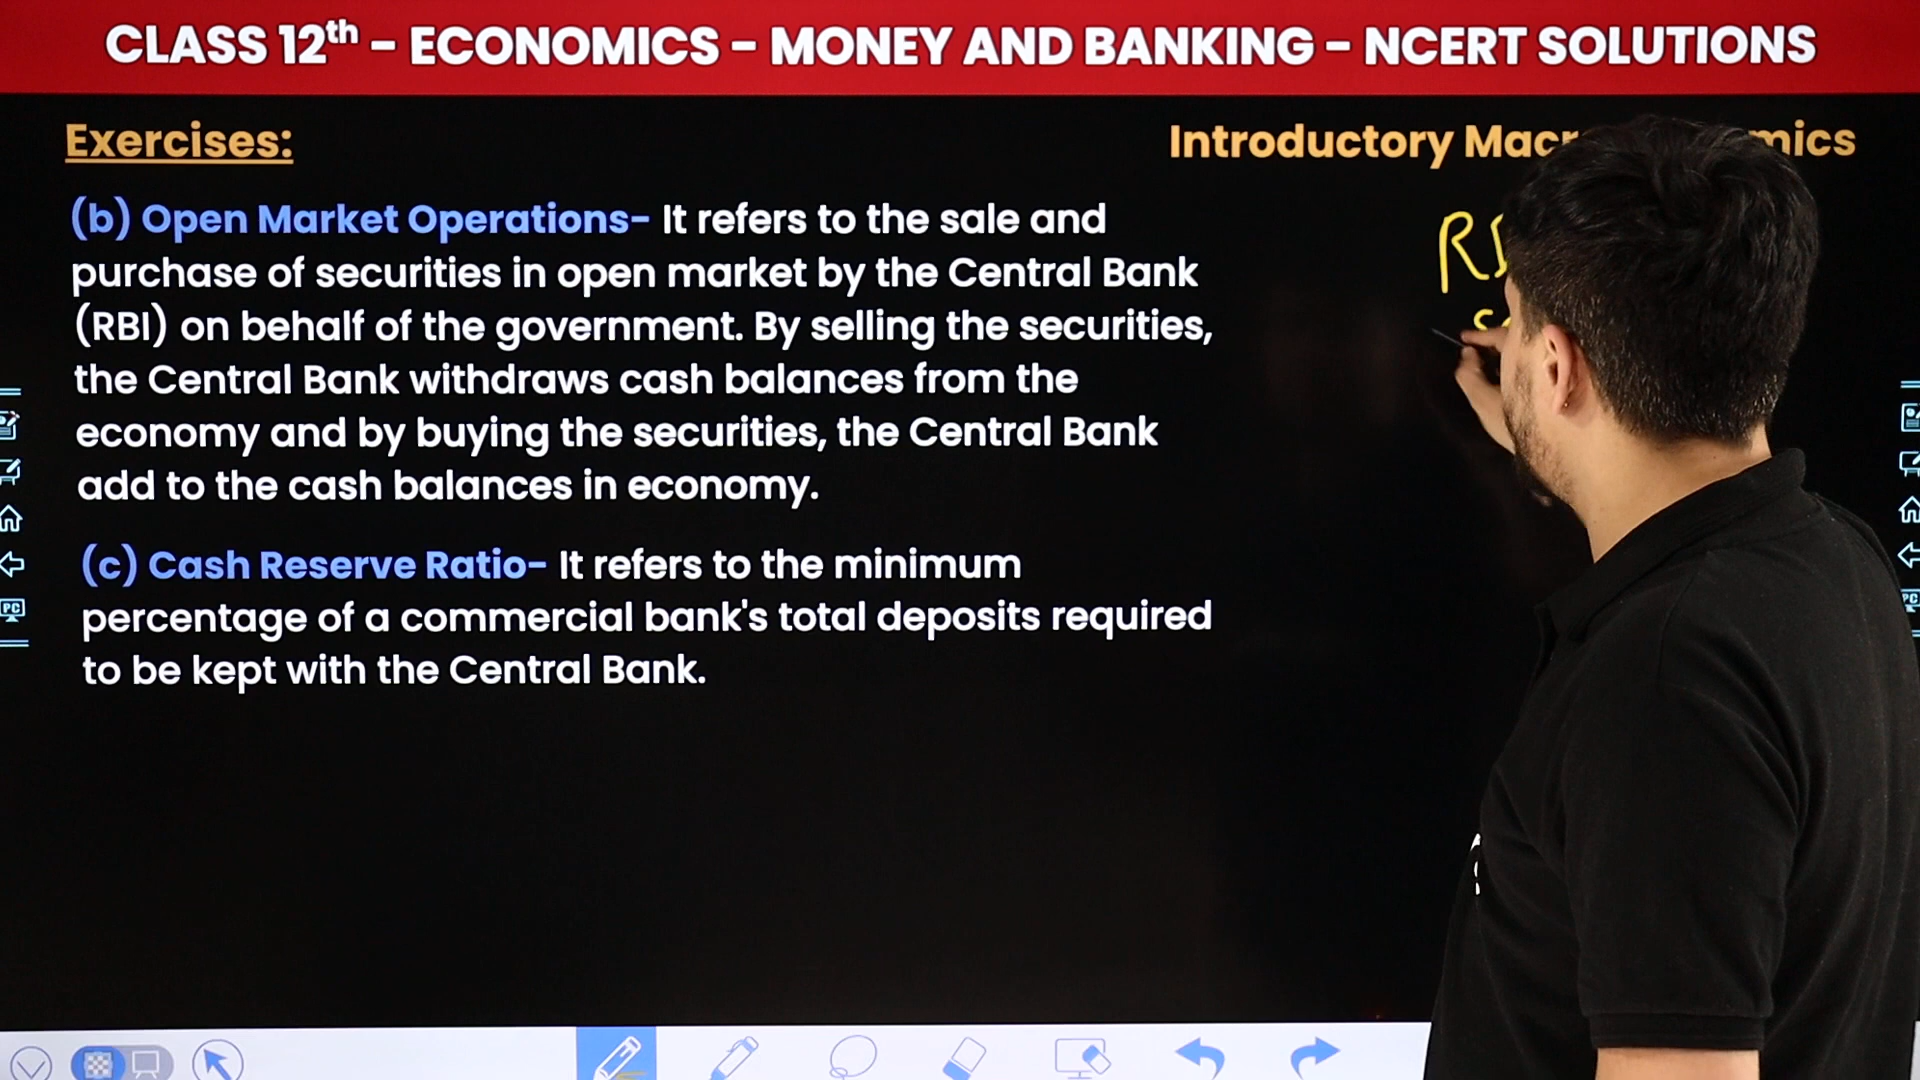 CLASS 12th - ECONOMICS - MONEY AND BANKING - NCERT SOLUTIONS
Exercises:
Introductory
(b) Open Market Operations- It refers to the sale and
purchase of securities in open market by the Central Bank
(RBI) on behalf of the government. By selling the securities,
the Central Bank withdraws cash balances from the
economy and by buying the securities, the Central Bank
add to the cash balances in economy.
(c) Cash Reserve Ratio- It refers to the minimum
percentage of a commercial bank's total deposits required
to be kept with the Central Bank.
PC